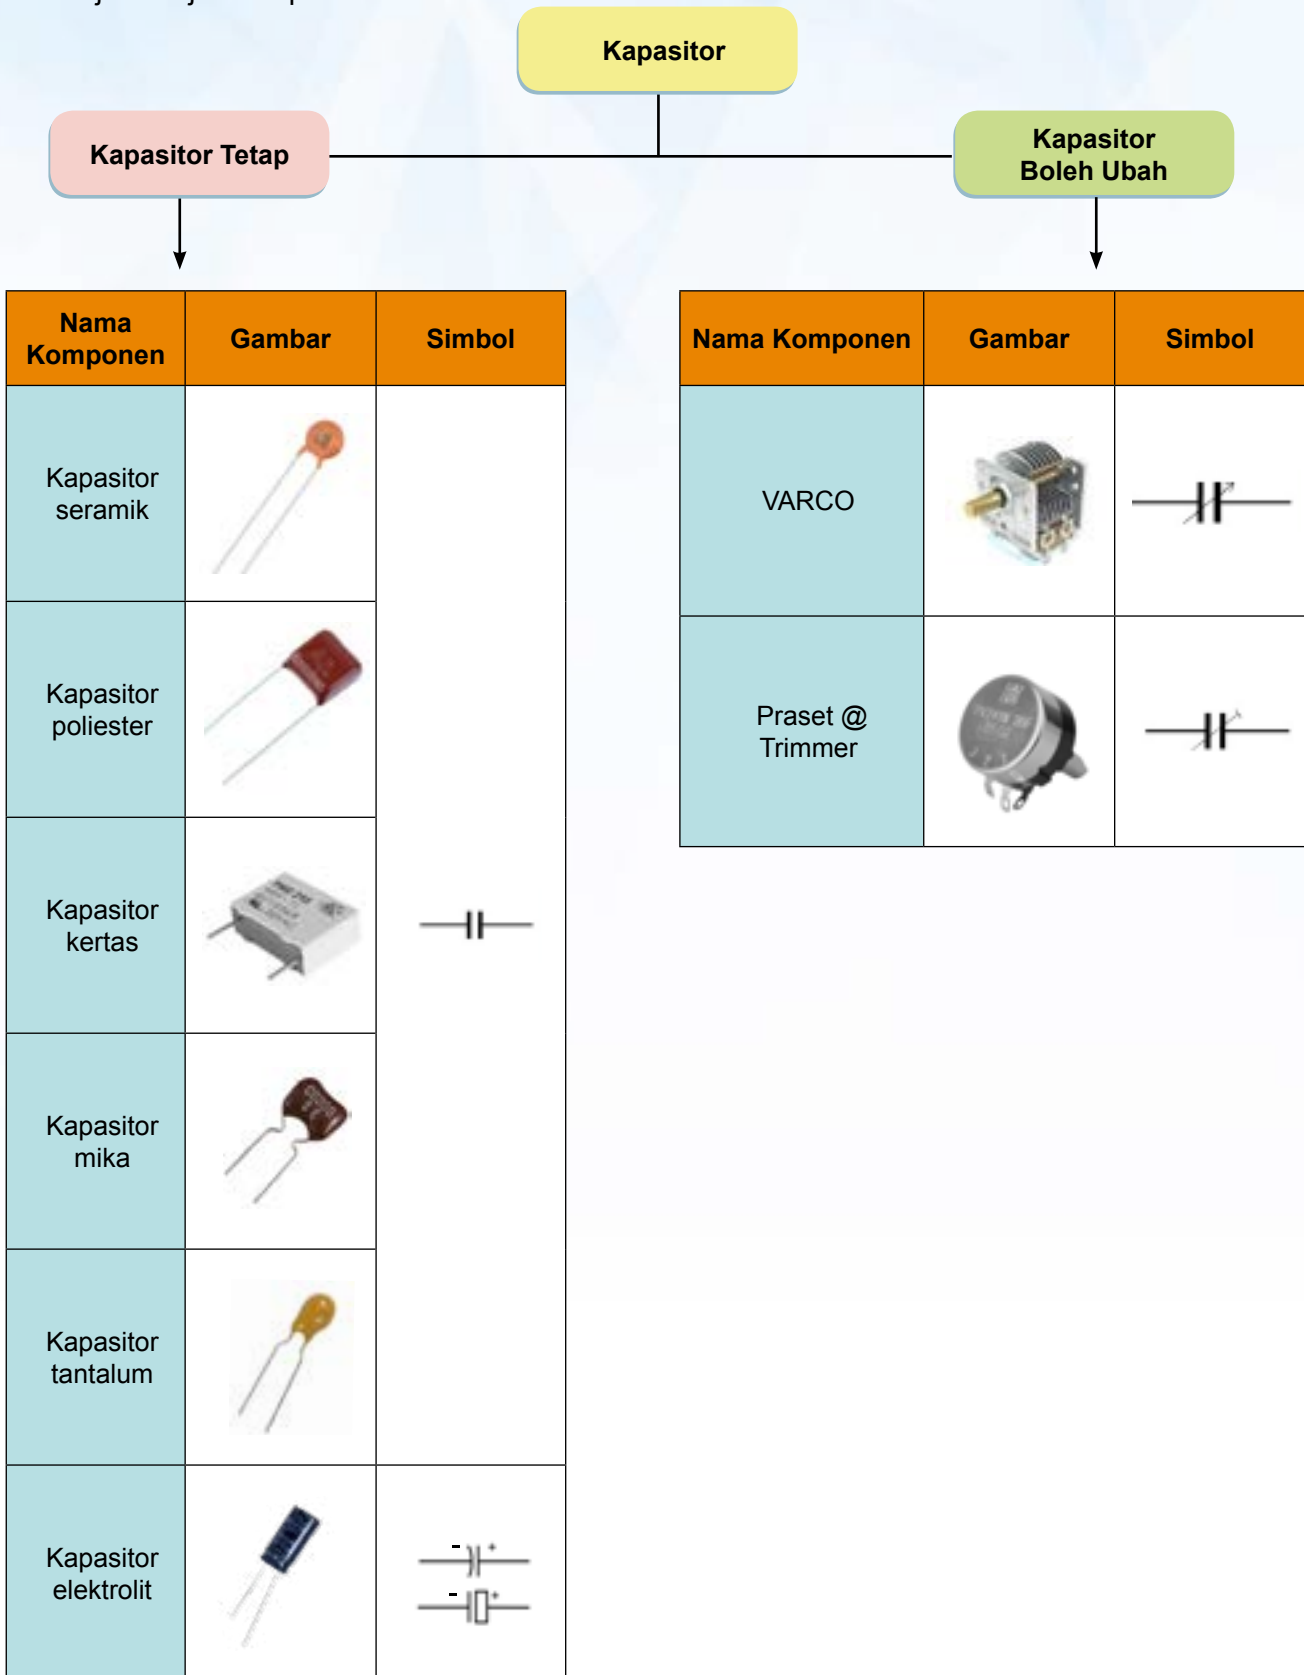 Kapasitor
Kapasitor Tetap
Kapasitor
Boleh Ubah
Nama
Komponen
Gambar
Simbol
Kapasitor
seramik
Kapasitor
poliester
Kapasitor
kertas
Kapasitor
mika
Kapasitor
tantalum
Kapasitor
elektrolit
- +
- +
Nama Komponen
Gambar
Simbol
VARCO
Praset @
Trimmer